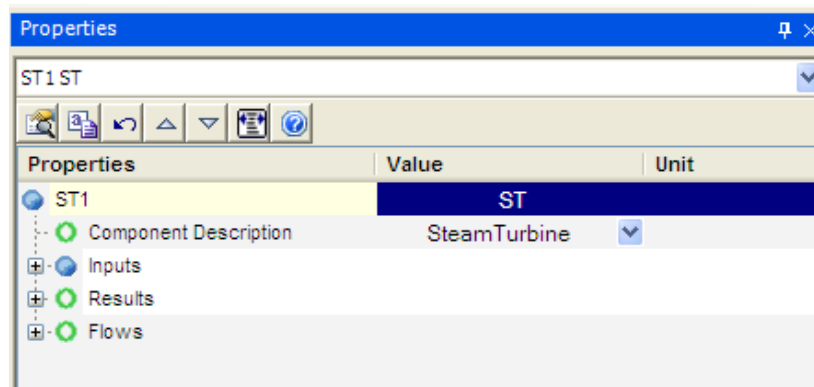 Properties
ST1 ST
Properties Value Unit
ST1 ST
Component Description SteamTurbine
Inputs
Results
Flows